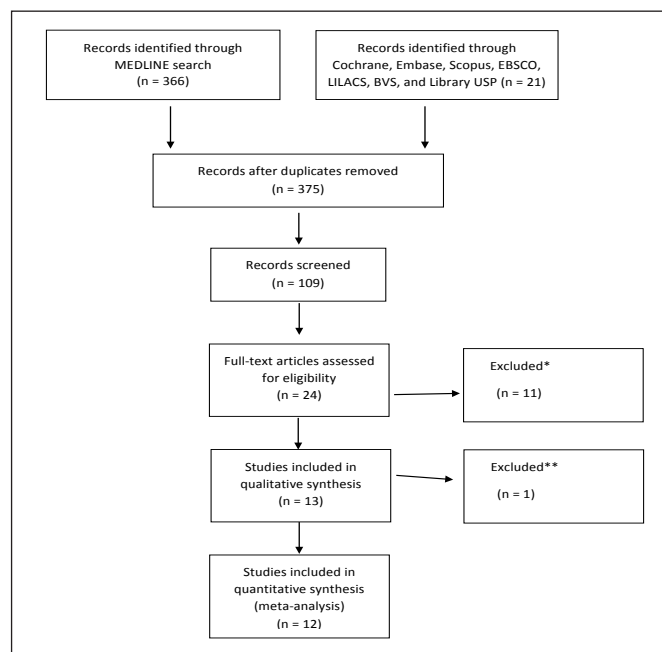 Records identified through
MEDLINE search
(n = 366)
Records identified through
Cochrane, Embase, Scopus, EBSCO,
LILACS, BVS, and Library USP (n = 21)
Records after duplicates removed
(n = 375)
Records screened
(n = 109)
Full-text articles assessed
for eligibility
(n = 24)
Excluded*
(n = 11)
Studies included in
qualitative synthesis
(n = 13)
Excluded**
(n = 1)
Studies included in
quantitative synthesis
(meta-analysis)
(n = 12)